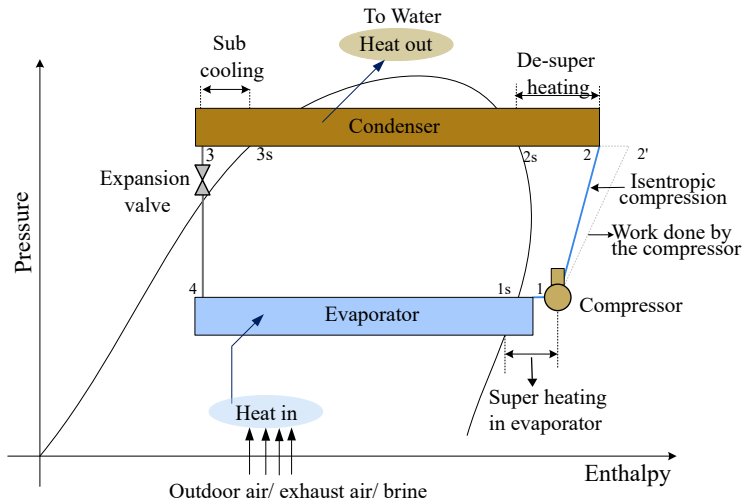 To Water
Heat out
Sub
cooling
De-super
heating
Condenser
3
3s
2s
2
2'
Expansion
valve
Isentropic
compression
Work done by
the compressor
Pressure
4
1s
1
Evaporator
Compressor
Super heating
in evaporator
Heat in
Outdoor air/ exhaust air/ brine
Enthalpy